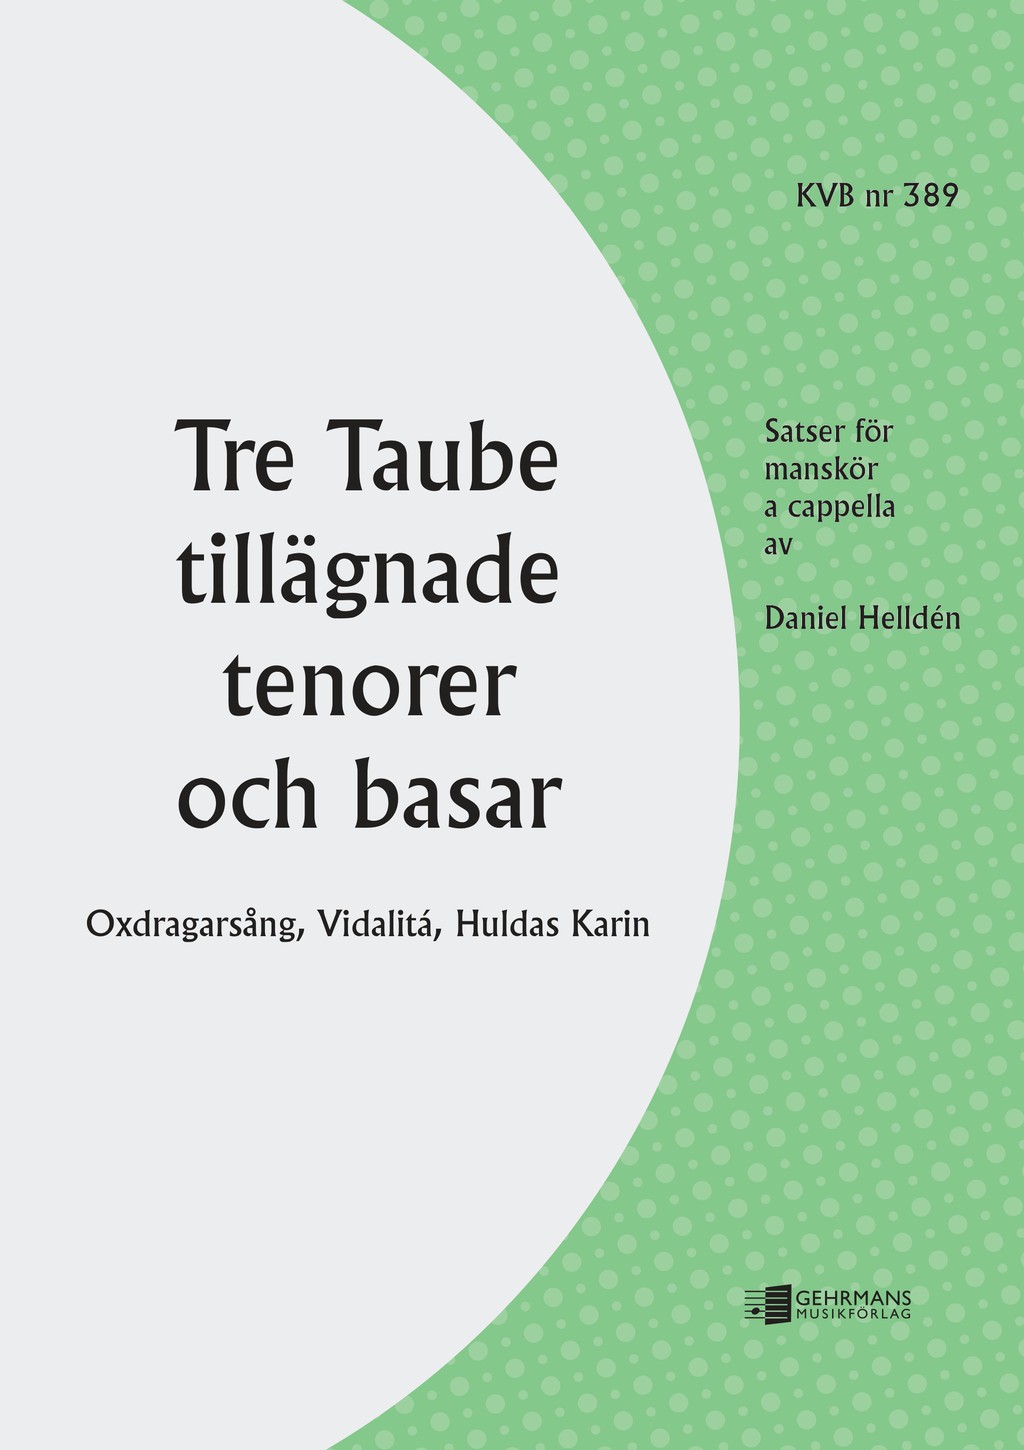 KVB nr 389
Tre Taube
tillägnade
tenorer
och basar
Oxdragarsång, Vidalitá, Huldas Karin
Satser för
manskör
a cappella
av
Daniel Helldén
GEHRMANS
MUSIKFÖRLAG